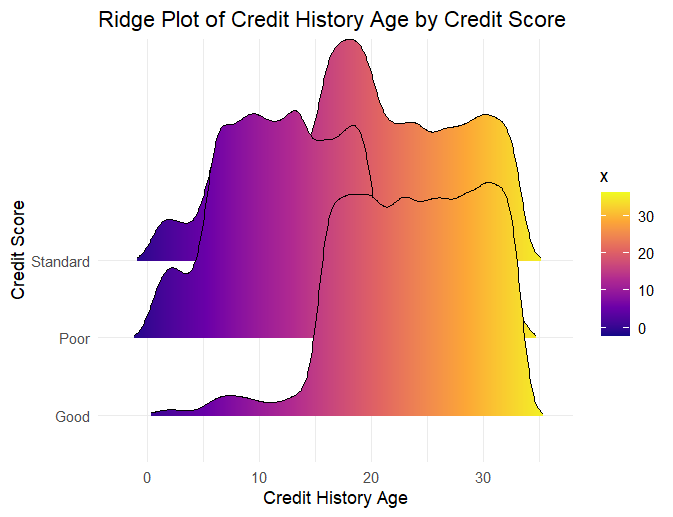 Ridge Plot of Credit History Age by Credit Score
Credit Score
Standard
Poor
Good
0 10 20 30
Credit History Age
x
30
20
10
0